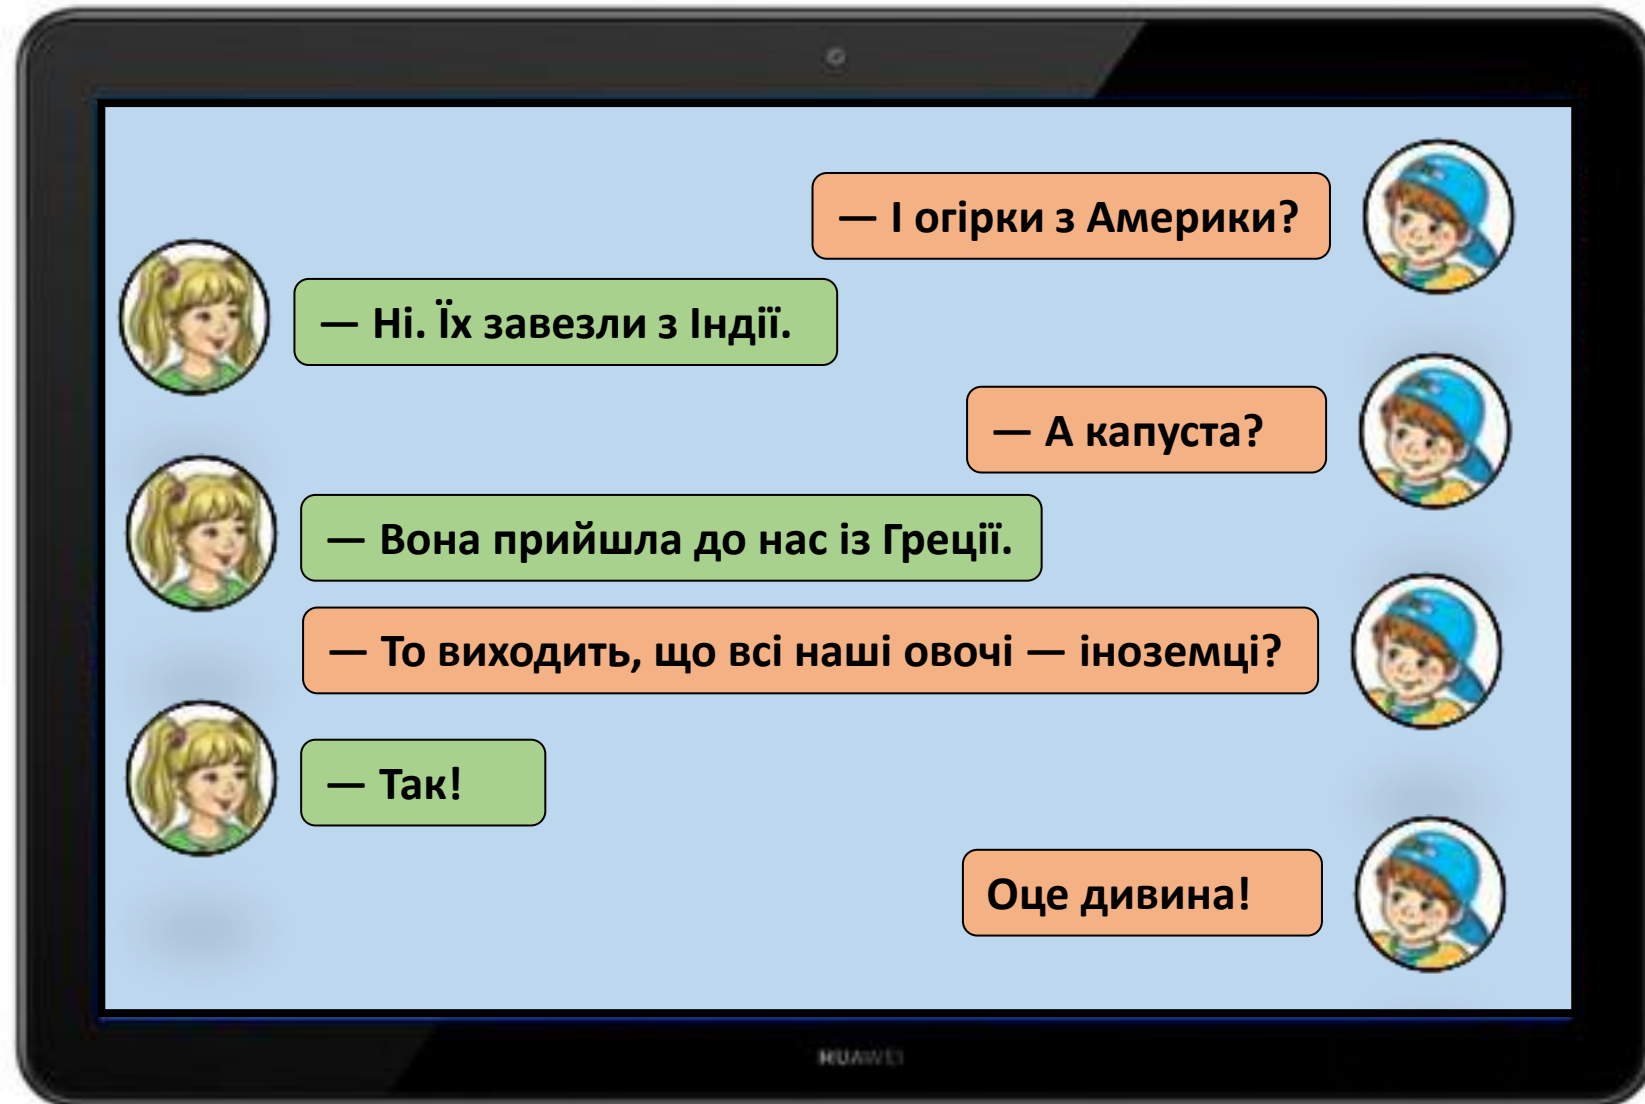 — І огірки з Америки?
— Ні. Їх завезли з Індії.
— А капуста?
— Вона прийшла до нас із Греції.
— То виходить, що всі наші овочі — іноземці?
— Так!
Оце дивина!
HUAWEI